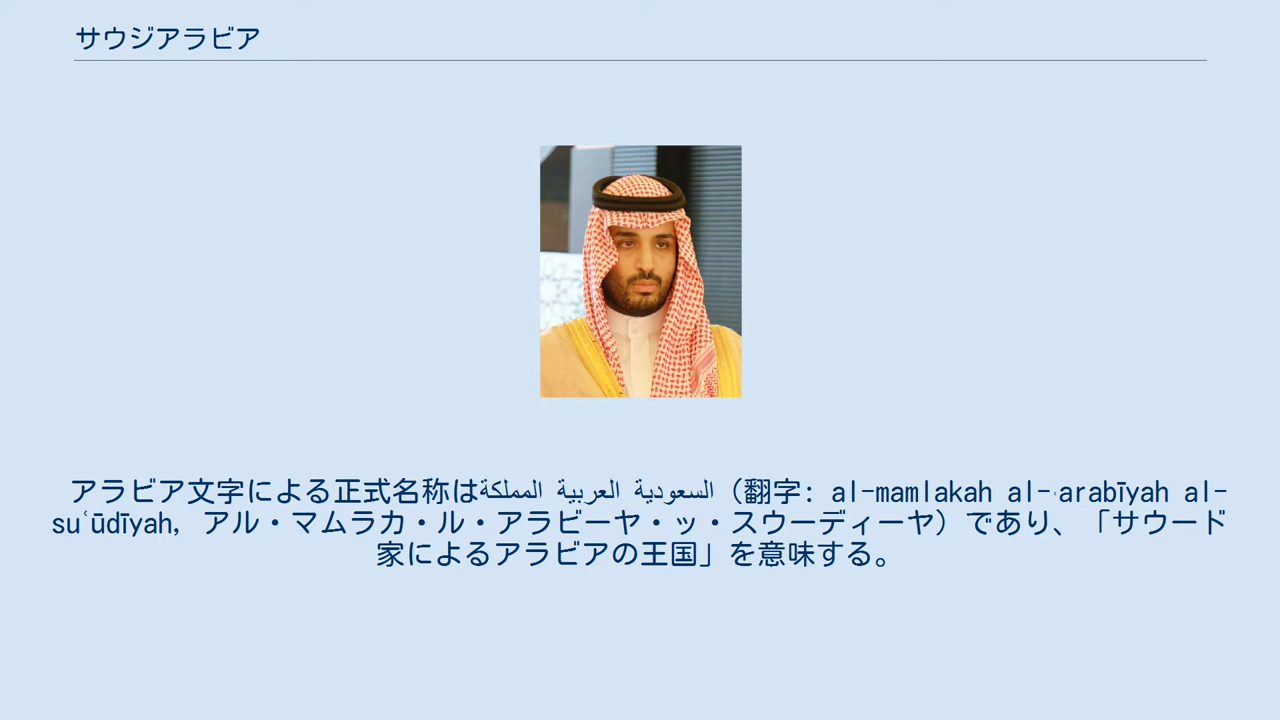 サウジアラビア
アラビア文字による正式名称はالمملكة العربية السعودية（翻字: al-mamlakah al-ʿarabīyah al-
suʿūdīyah, アル・マムラカ・ル・アラビーヤ・ッ・スウーディーヤ）であり、「サウード
家によるアラビアの王国」を意味する。